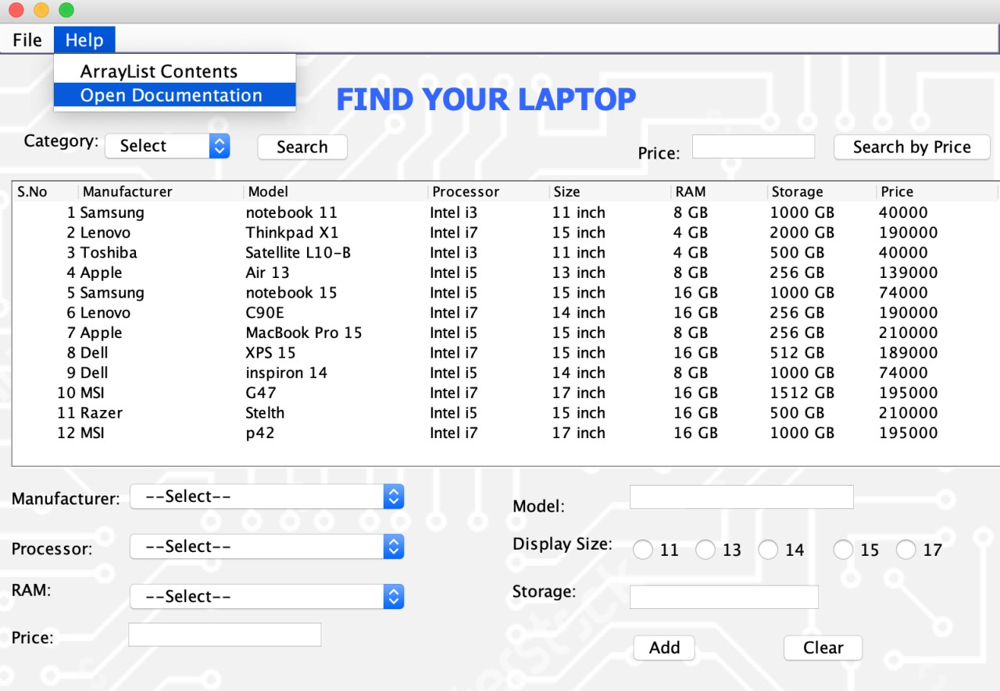 File Help
ArrayList Contents
Open Documentation
FIND YOUR LAPTOP
Category: Select Search Price: Search by Price
S.No Manufacturer Model Processor Size RAM Storage Price
1 Samsung notebook 11 Intel i3 11 inch 8 GB 1000 GB 40000
2 Lenovo Thinkpad X1 Intel i7 15 inch 4 GB 2000 GB 190000
3 Toshiba Satellite L10-B Intel i3 11 inch 4 GB 500 GB 40000
4 Apple Air 13 Intel i5 13 inch 8 GB 256 GB 139000
5 Samsung notebook 15 Intel i5 15 inch 16 GB 1000 GB 74000
6 Lenovo C90E Intel i7 14 inch 16 GB 256 GB 190000
7 Apple MacBook Pro 15 Intel i5 15 inch 8 GB 256 GB 210000
8 Dell XPS 15 Intel i7 15 inch 16 GB 512 GB 189000
9 Dell inspiron 14 Intel i5 14 inch 8 GB 1000 GB 74000
10 MSI G47 Intel i7 17 inch 16 GB 1512 GB 195000
11 Razer Stelth Intel i5 15 inch 16 GB 500 GB 210000
12 MSI p42 Intel i7 17 inch 16 GB 1000 GB 195000
Manufacturer: --Select-- Model:
Processor: --Select-- Display Size: 11 13 14 15 17
RAM: --Select-- Storage:
Price: Add Clear